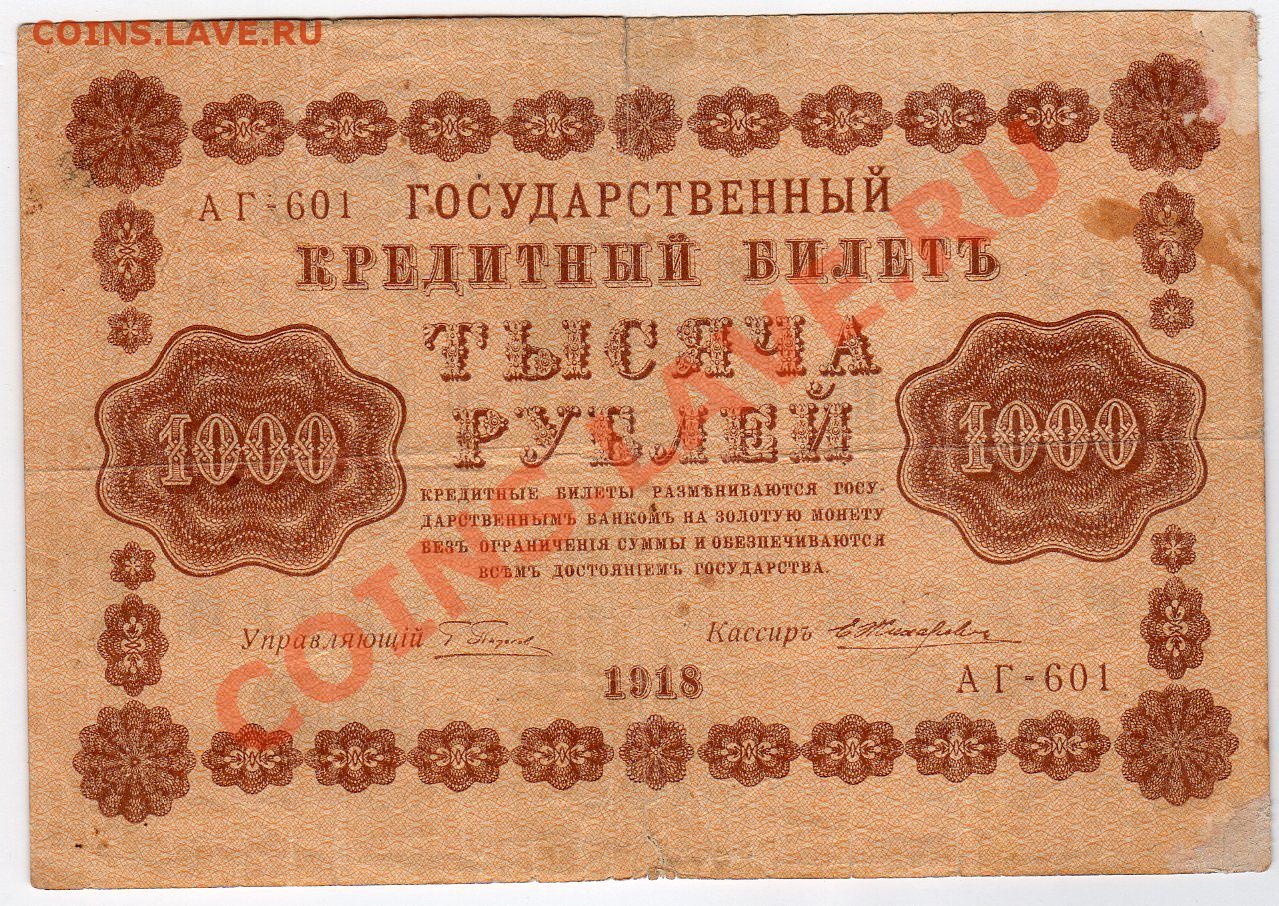 COINS.LAVE.RU
АГ-601 ГОСУДАРСТВЕННЫЙ
КРЕДИТНЫЙ БИЛЕТЪ
ТЫСЯЧА
РУБЛЕЙ
1000 1000
КРЕДИТНЫЕ БИЛЕТЫ РАЗМѢНИВАЮТСЯ ГОСУ-
ДАРСТВЕННЫМЪ БАНКОМЪ НА ЗОЛОТУЮ МОНЕТУ
БЕЗЪ ОГРАНИЧЕНІЯ СУММЫ И ОБЕЗПЕЧИВАЮТСЯ
ВСѢМЪ ДОСТОЯНІЕМЪ ГОСУДАРСТВА.
Управляющій Кассиръ
1918 АГ-601
COINS.LAVE.RU